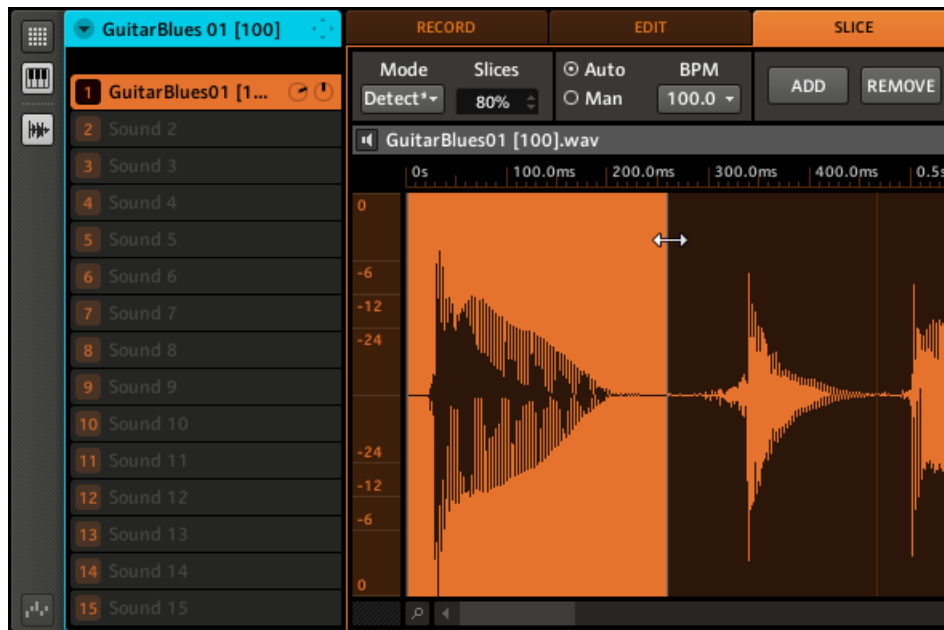 GuitarBlues 01 [100]
RECORD EDIT SLICE
Mode Slices Auto BPM
Detect* 80% Man 100.0 ADD REMOVE
1 GuitarBlues01 [1...
2 Sound 2
3 Sound 3
4 Sound 4
5 Sound 5
6 Sound 6
7 Sound 7
8 Sound 8
9 Sound 9
10 Sound 10
11 Sound 11
12 Sound 12
13 Sound 13
14 Sound 14
15 Sound 15
GuitarBlues01 [100].wav
0s 100.0ms 200.0ms 300.0ms 400.0ms 0.5s
0
-6
-12
-24
-24
-12
-6
0